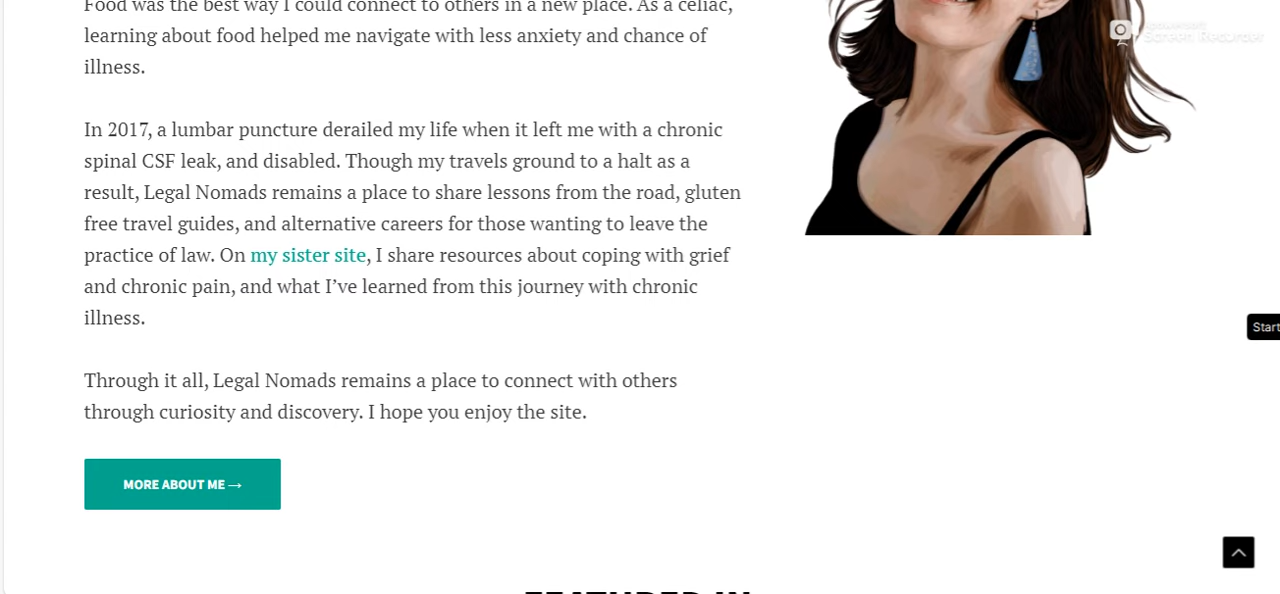 Food was the best way I could connect to others in a new place. As a celiac,
learning about food helped me navigate with less anxiety and chance of
illness.
In 2017, a lumbar puncture derailed my life when it left me with a chronic
spinal CSF leak, and disabled. Though my travels ground to a halt as a
result, Legal Nomads remains a place to share lessons from the road, gluten
free travel guides, and alternative careers for those wanting to leave the
practice of law. On my sister site, I share resources about coping with grief
and chronic pain, and what I’ve learned from this journey with chronic
illness.
Through it all, Legal Nomads remains a place to connect with others
through curiosity and discovery. I hope you enjoy the site.
MORE ABOUT ME →
FEATURED IN
Screen Recorder
Start